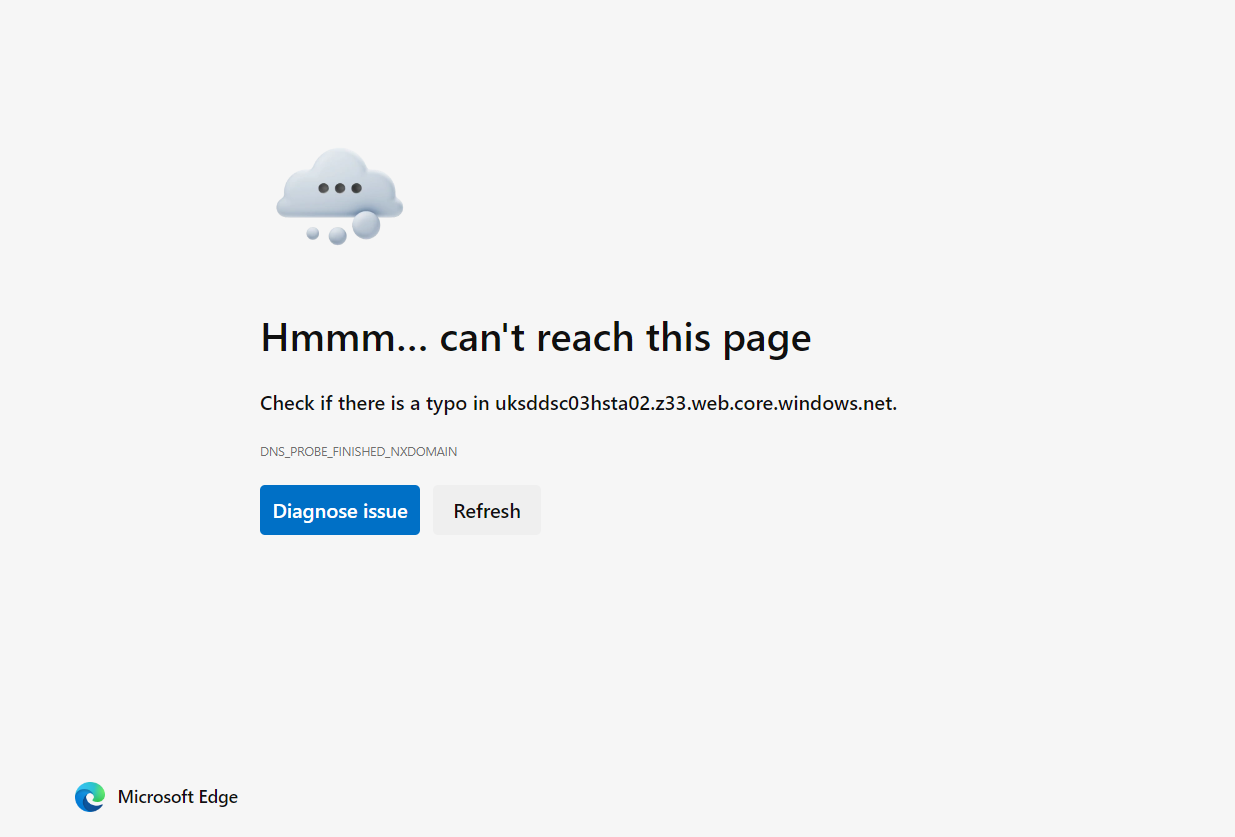 Hmmm... can't reach this page
Check if there is a typo in uksddsc03hsta02.z33.web.core.windows.net.
DNS_PROBE_FINISHED_NXDOMAIN
Diagnose issue
Refresh
Microsoft Edge